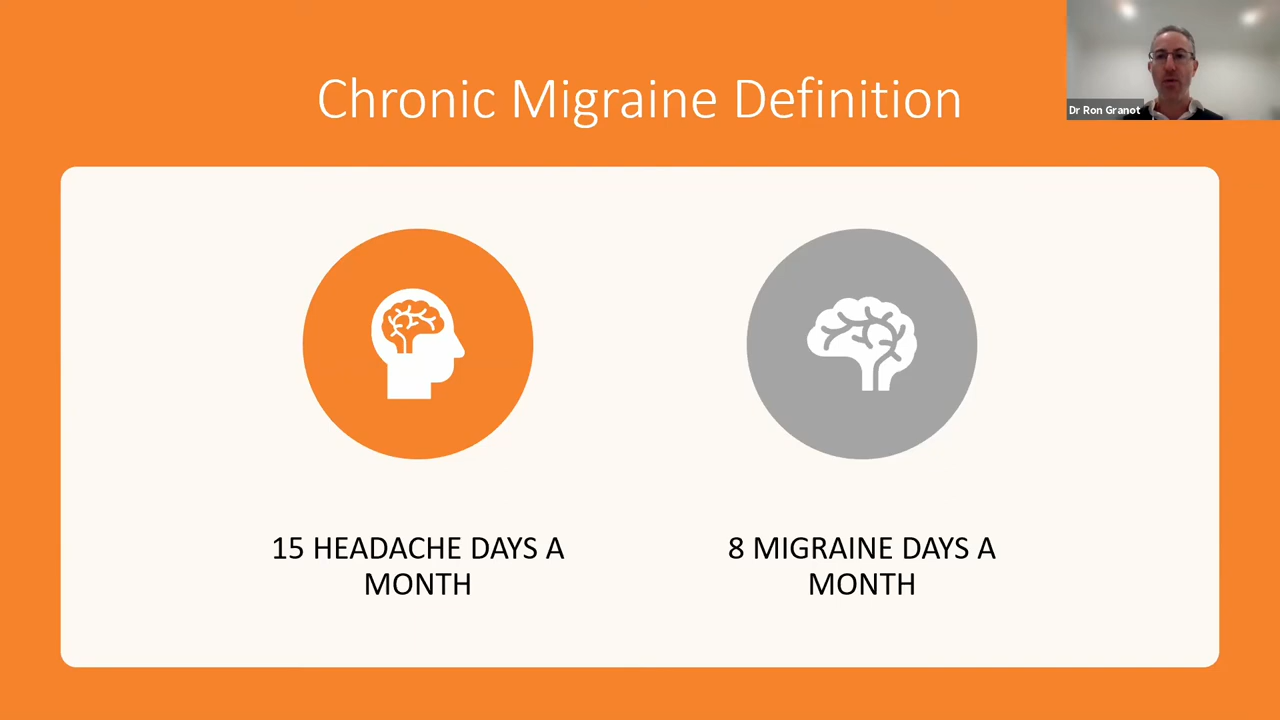 Chronic Migraine Definition
Dr Ron Granot
15 HEADACHE DAYS A
MONTH
8 MIGRAINE DAYS A
MONTH